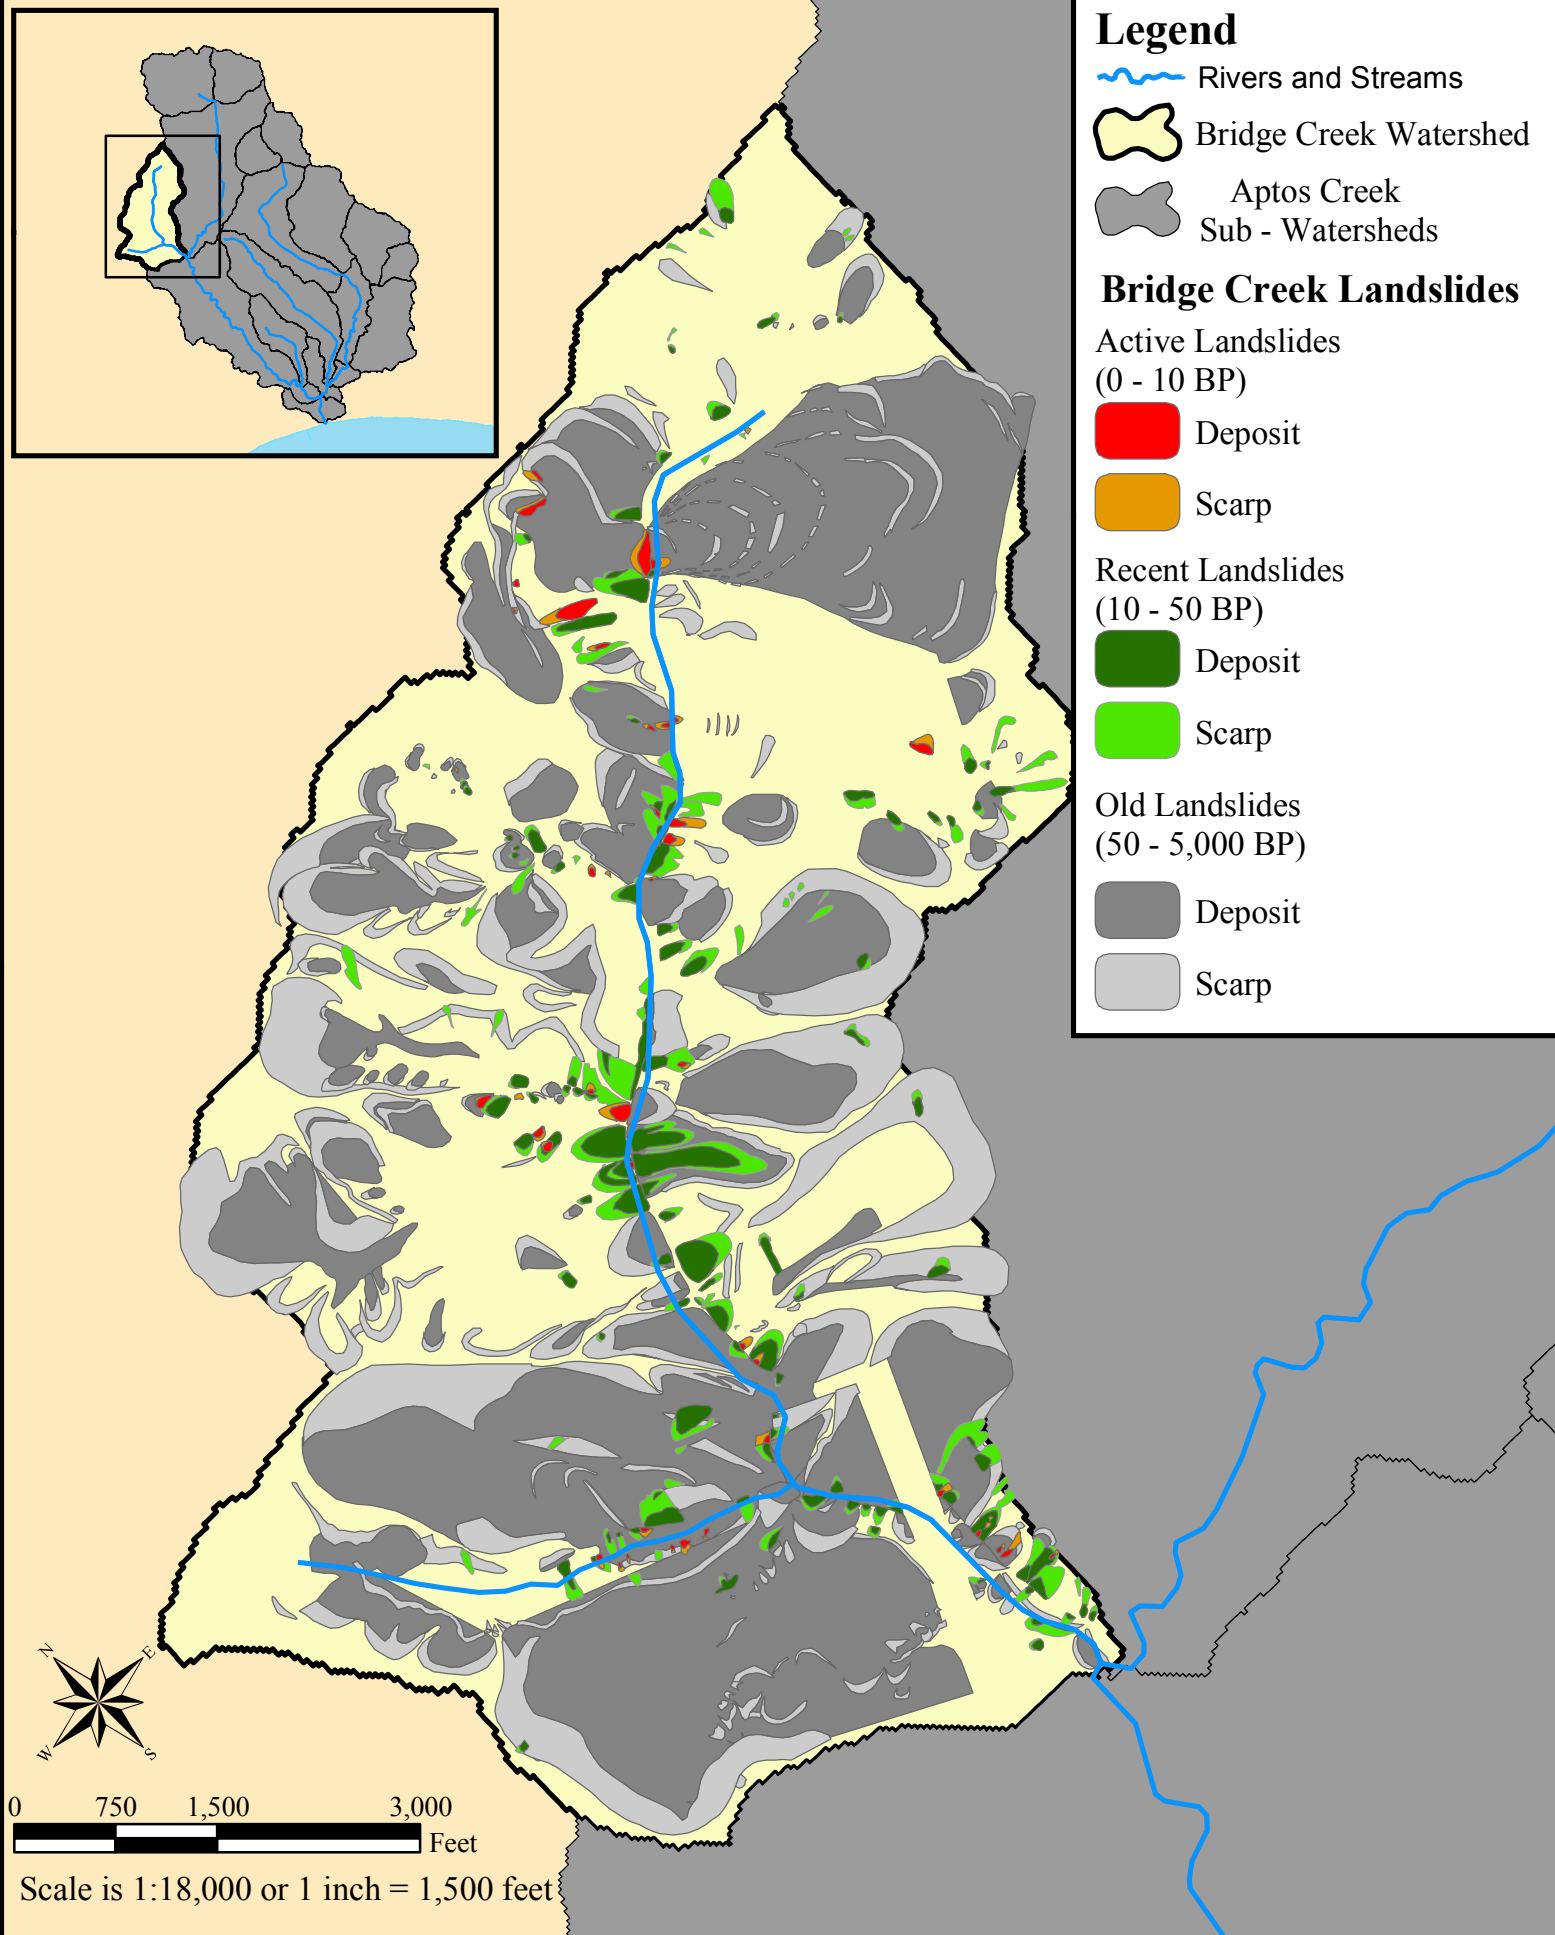 Legend
Rivers and Streams
Bridge Creek Watershed
Aptos Creek
Sub - Watersheds
Bridge Creek Landslides
Active Landslides
(0 - 10 BP)
Deposit
Scarp
Recent Landslides
(10 - 50 BP)
Deposit
Scarp
Old Landslides
(50 - 5,000 BP)
Deposit
Scarp
N E
W S
0 750 1,500 3,000
Feet
Scale is 1:18,000 or 1 inch = 1,500 feet